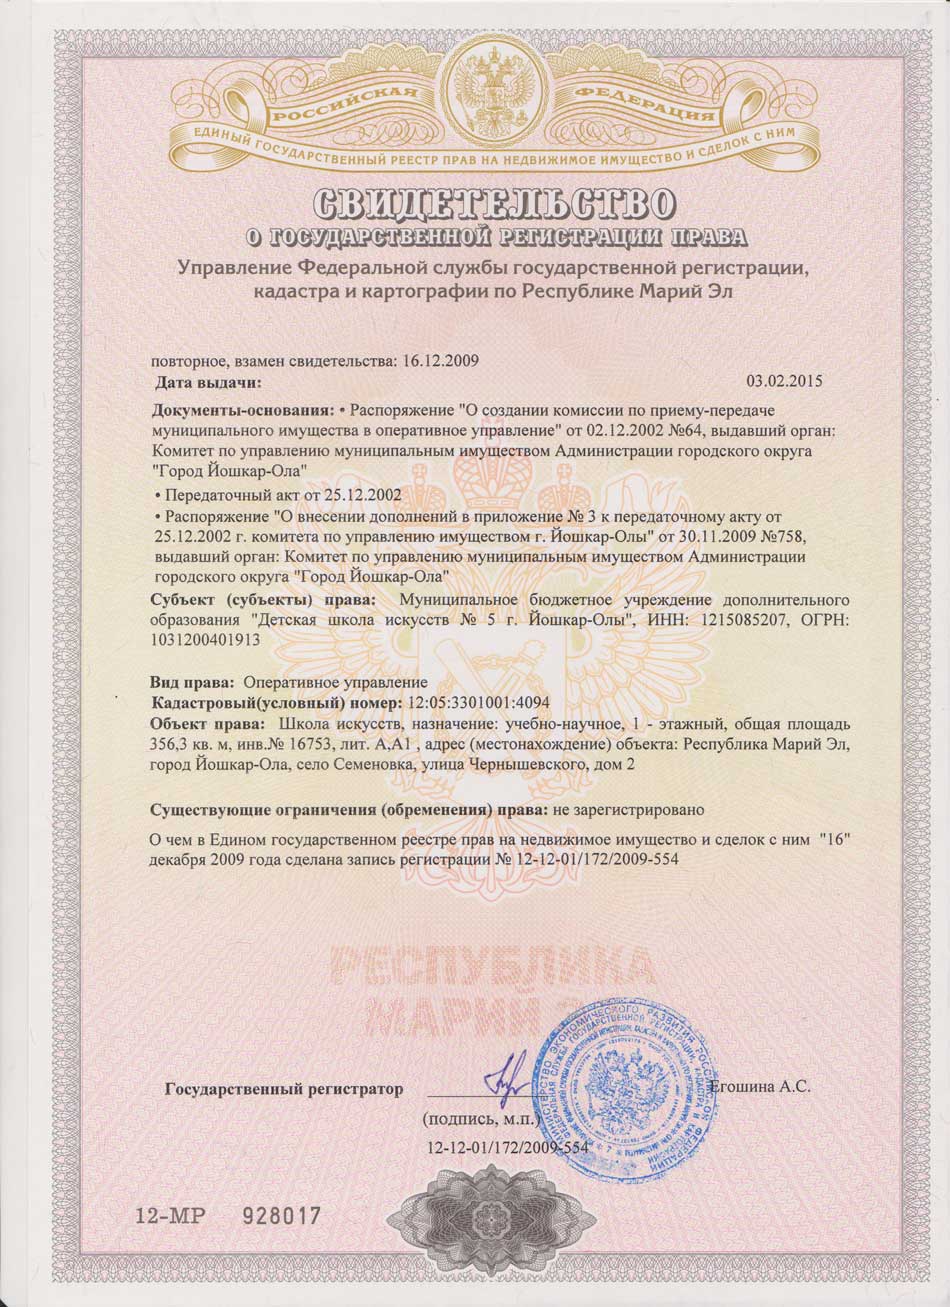 РОССИЙСКАЯ ФЕДЕРАЦИЯ
ЕДИНЫЙ ГОСУДАРСТВЕННЫЙ РЕЕСТР ПРАВ НА НЕДВИЖИМОЕ ИМУЩЕСТВО И СДЕЛОК С НИМ
СВИДЕТЕЛЬСТВО
О ГОСУДАРСТВЕННОЙ РЕГИСТРАЦИИ ПРАВА
Управление Федеральной службы государственной регистрации,
кадастра и картографии по Республике Марий Эл
повторное, взамен свидетельства: 16.12.2009
Дата выдачи: 03.02.2015
Документы-основания: • Распоряжение "О создании комиссии по приему-передаче
муниципального имущества в оперативное управление" от 02.12.2002 №64, выдавший орган:
Комитет по управлению муниципальным имуществом Администрации городского округа
"Город Йошкар-Ола"
• Передаточный акт от 25.12.2002
• Распоряжение "О внесении дополнений в приложение № 3 к передаточному акту от
25.12.2002 г. комитета по управлению имуществом г. Йошкар-Олы" от 30.11.2009 №758,
выдавший орган: Комитет по управлению муниципальным имуществом Администрации
городского округа "Город Йошкар-Ола"
Субъект (субъекты) права: Муниципальное бюджетное учреждение дополнительного
образования "Детская школа искусств № 5 г. Йошкар-Олы", ИНН: 1215085207, ОГРН:
1031200401913
Вид права: Оперативное управление
Кадастровый(условный) номер: 12:05:3301001:4094
Объект права: Школа искусств, назначение: учебно-научное, 1 - этажный, общая площадь
356,3 кв. м, инв.№ 16753, лит. А,А1 , адрес (местонахождение) объекта: Республика Марий Эл,
город Йошкар-Ола, село Семеновка, улица Чернышевского, дом 2
Существующие ограничения (обременения) права: не зарегистрировано
О чем в Едином государственном реестре прав на недвижимое имущество и сделок с ним "16"
декабря 2009 года сделана запись регистрации № 12-12-01/172/2009-554
РЕСПУБЛИКА
МАРИЙ
Государственный регистратор Егошина А.С.
(подпись, м.п.)
12-12-01/172/2009-554
12-МР 928017